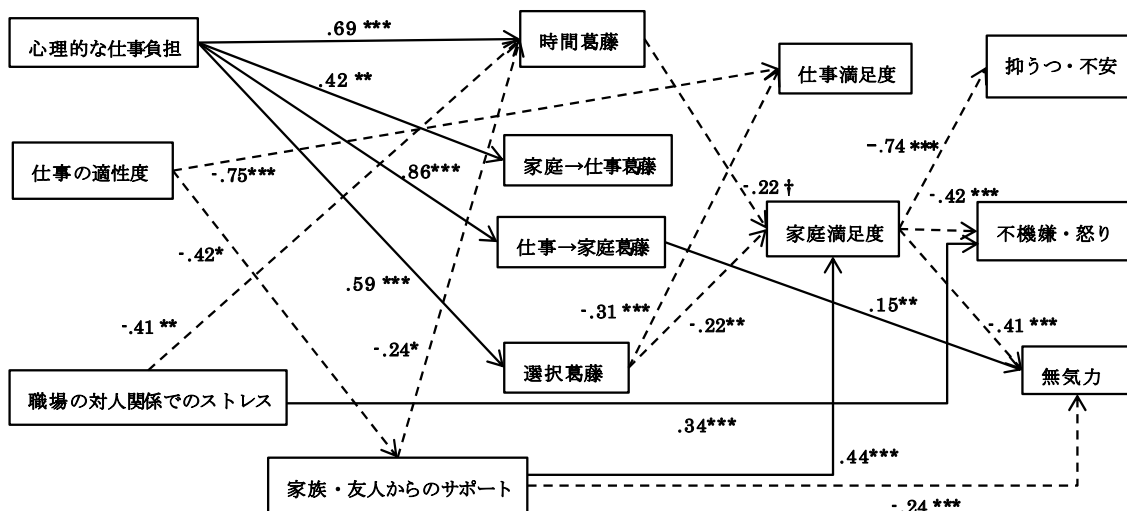 心理的な仕事負担
.69 ***
時間葛藤
仕事満足度
抑うつ・不安
.42 **
仕事の適性度
-.75***
.86***
家庭→仕事葛藤
-.22 †
-.74 ***
-.42 ***
-.42*
仕事→家庭葛藤
家庭満足度
不機嫌・怒り
.59 ***
-.31 ***
-.22**
.15**
-.41 ***
-.41 **
-.24*
選択葛藤
無気力
職場の対人関係でのストレス
.34***
.44***
家族・友人からのサポート
-.24 ***